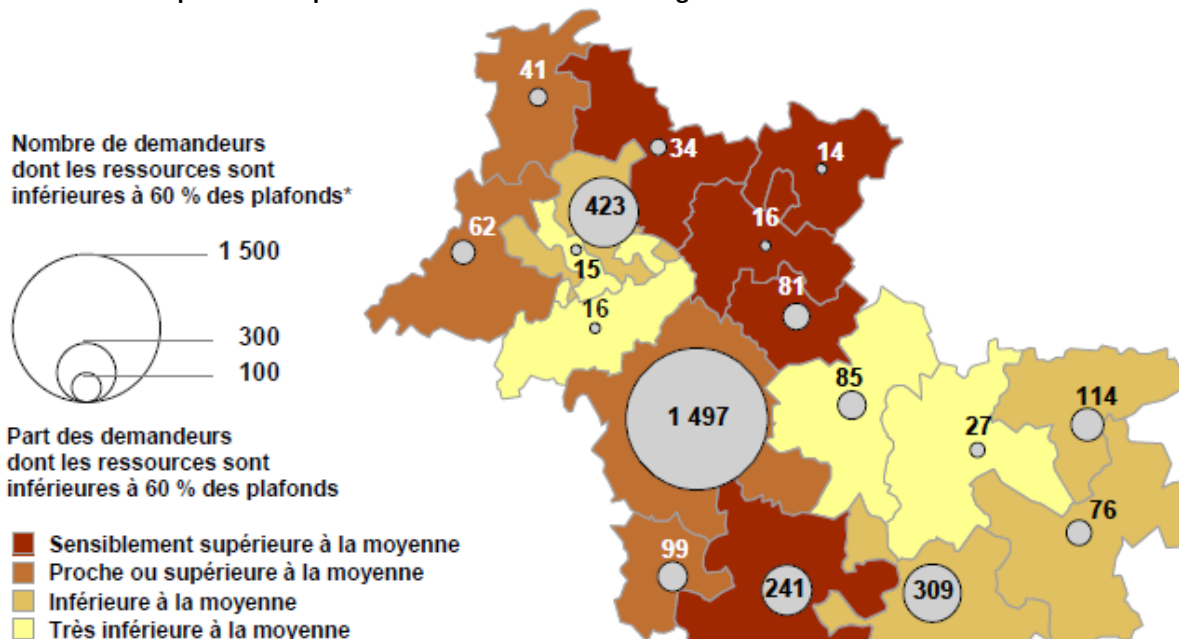 41
Nombre de demandeurs
dont les ressources sont
inférieures à 60 % des plafonds*
34
14
423
16
62
1 500
15
81
16
300
100
85
114
1 497
27
Part des demandeurs
dont les ressources sont
inférieures à 60 % des plafonds
76
Sensiblement supérieure à la moyenne
99
Proche ou supérieure à la moyenne
241
309
Inférieure à la moyenne
Très inférieure à la moyenne